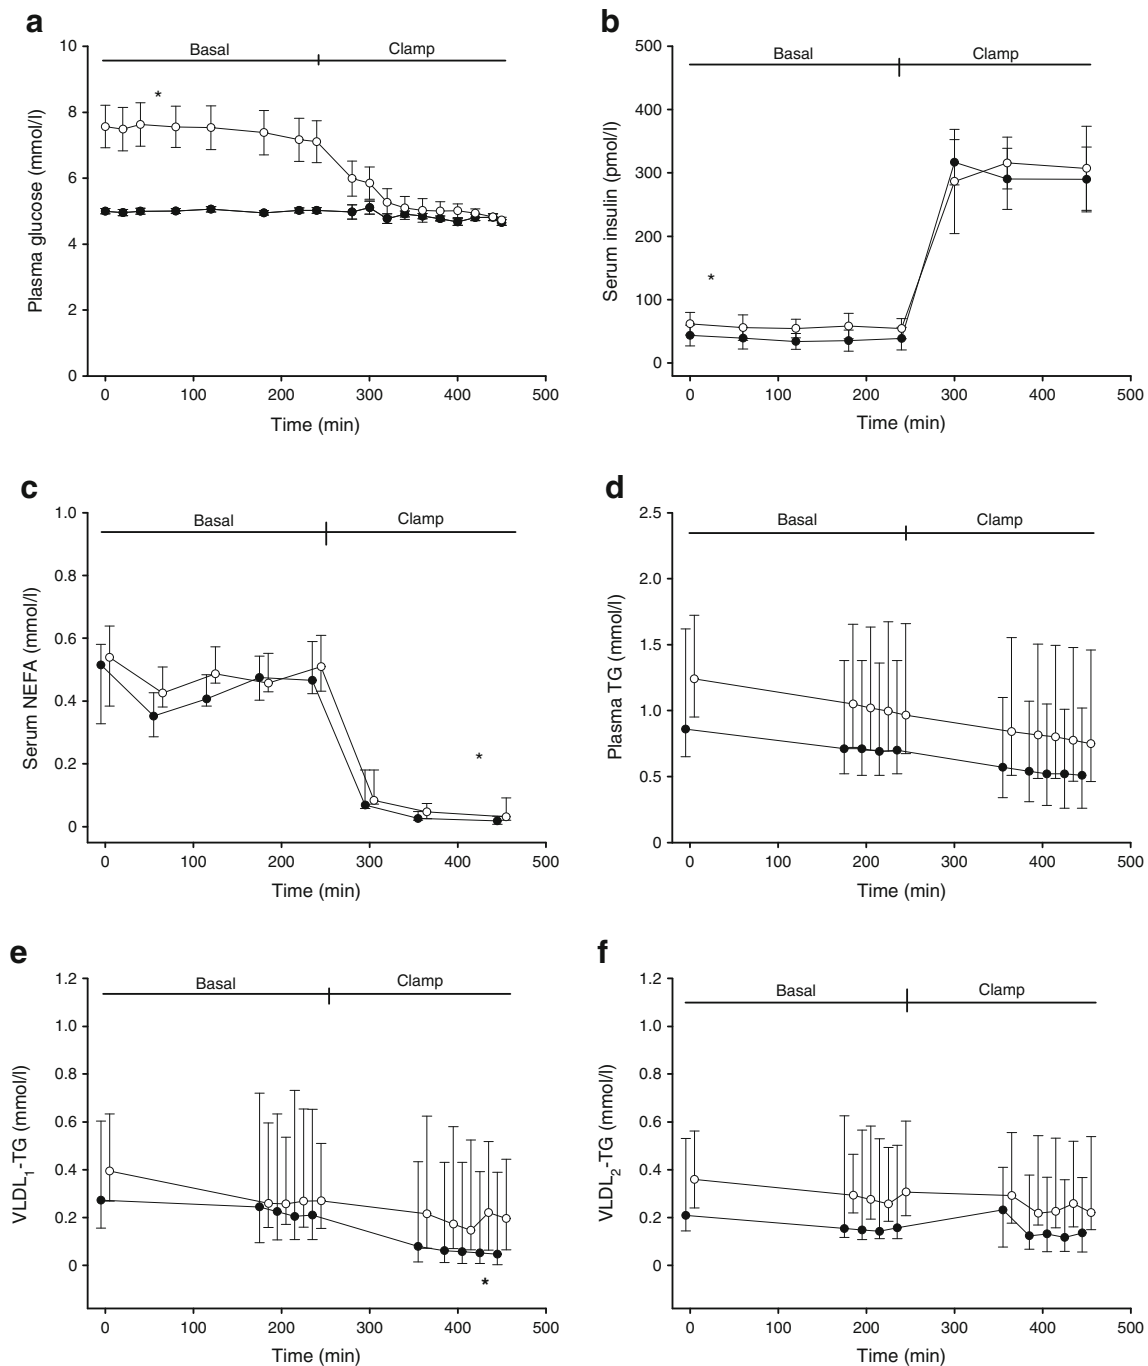 a
Basal Clamp
10
8
6
4
2
0
*
Plasma glucose (mmol/l)
0 100 200 300 400 500
Time (min)
b
Basal Clamp
500
400
300
200
100
0
*
Serum insulin (pmol/l)
0 100 200 300 400 500
Time (min)
c
Basal Clamp
1.0
0.8
0.6
0.4
0.2
0
*
Serum NEFA (mmol/l)
0 100 200 300 400 500
Time (min)
d
Basal Clamp
2.5
2.0
1.5
1.0
0.5
0
Plasma TG (mmol/l)
0 100 200 300 400 500
Time (min)
e
Basal Clamp
1.2
1.0
0.8
0.6
0.4
0.2
0
*
VLDL₁-TG (mmol/l)
0 100 200 300 400 500
Time (min)
f
Basal Clamp
1.2
1.0
0.8
0.6
0.4
0.2
0
VLDL₂-TG (mmol/l)
0 100 200 300 400 500
Time (min)